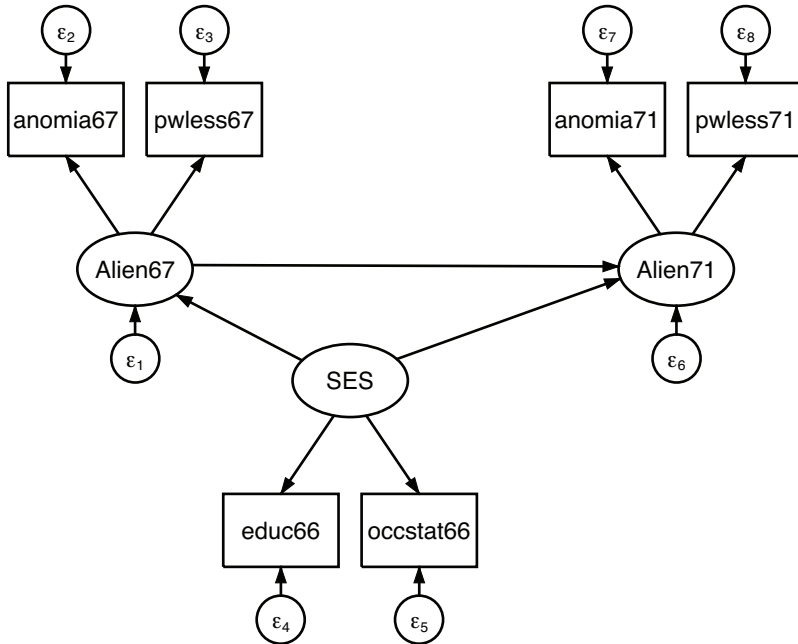 ε2
ε3
ε7
ε8
anomia67
pwless67
anomia71
pwless71
Alien67
Alien71
ε1
SES
ε6
educ66
occstat66
ε4
ε5